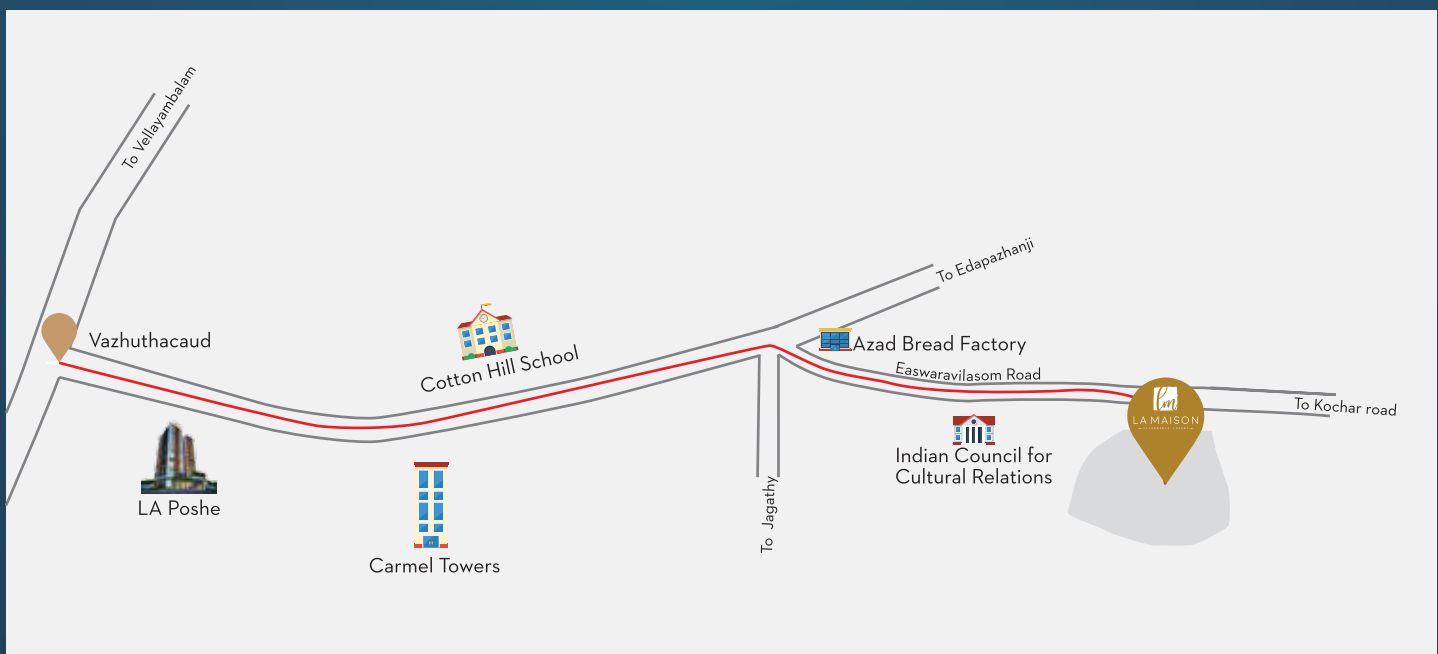 To Vellayambalam
To Edapazhanji
Vazhuthacaud
Azad Bread Factory
Cotton Hill School
Easwaravilasom Road
To Kochar road
LA MAISON
Indian Council for
Cultural Relations
LA Poshe
To Jagathy
Carmel Towers